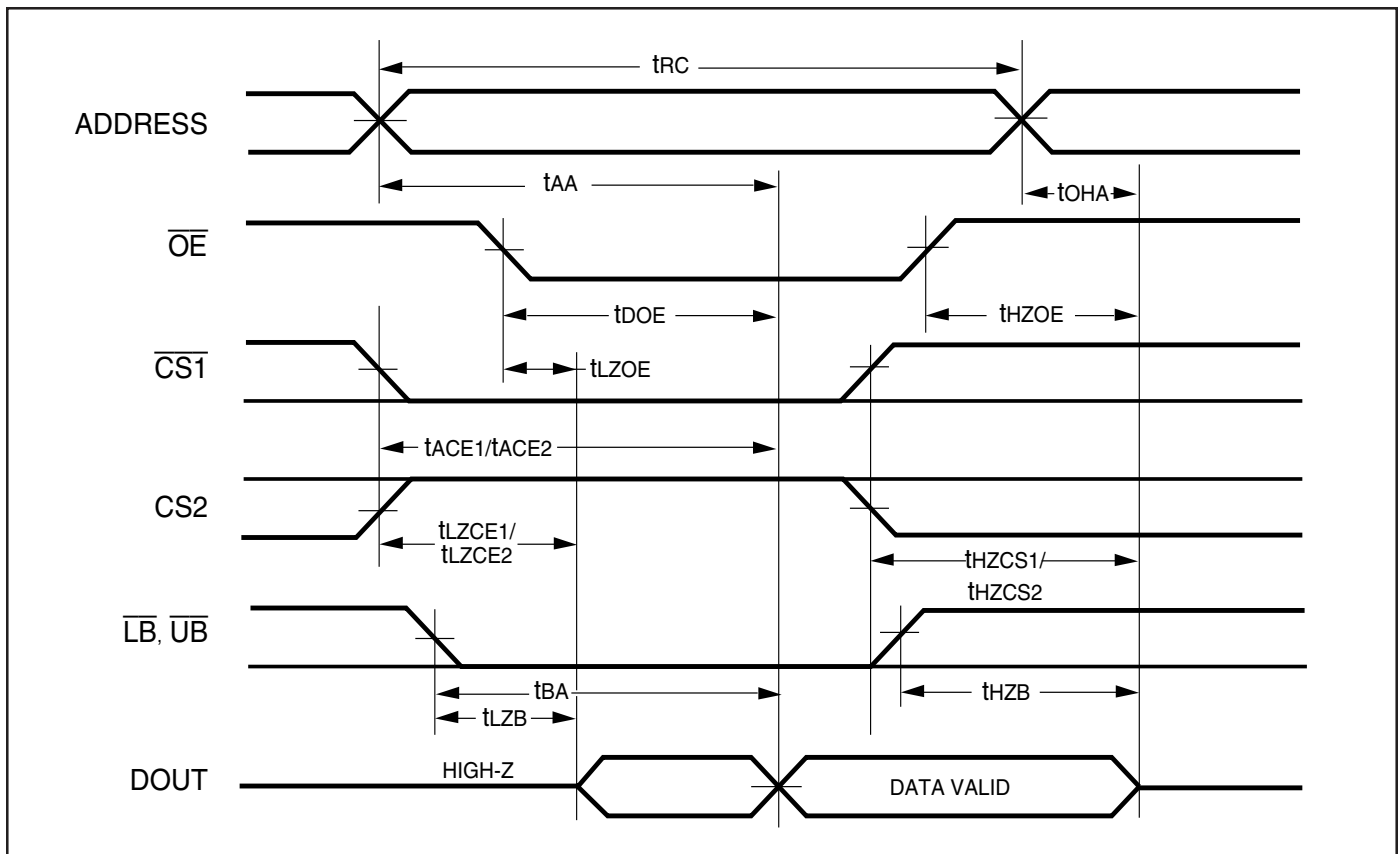 tRC
ADDRESS
tAA
tOHA
OE
tDOE
tHZOE
CS1
tLZOE
tACE1/tACE2
CS2
tLZCE1/
tLZCE2
tHZCS1/
tHZCS2
LB, UB
tBA
tHZB
tLZB
HIGH-Z
DOUT
DATA VALID